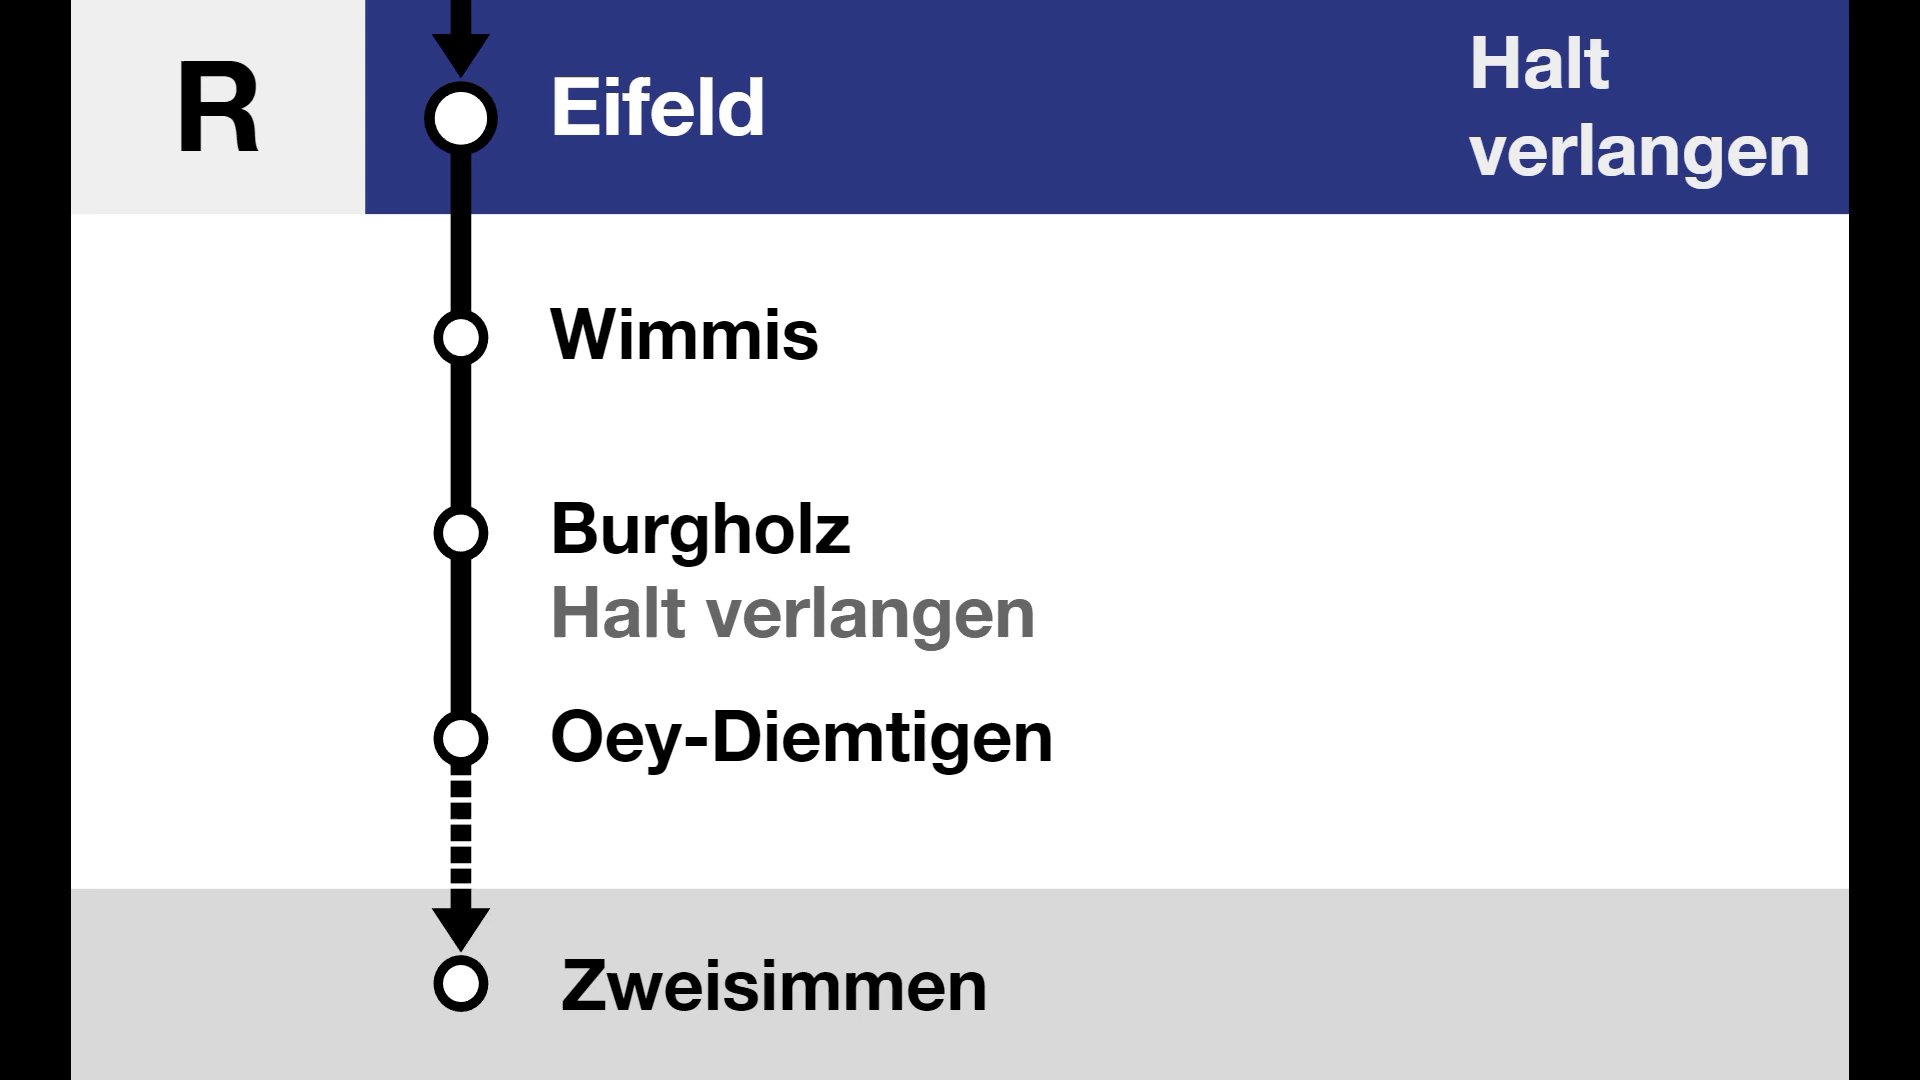 R
Eifeld
Halt
verlangen
Wimmis
Burgholz
Halt verlangen
Oey-Diemtigen
Zweisimmen